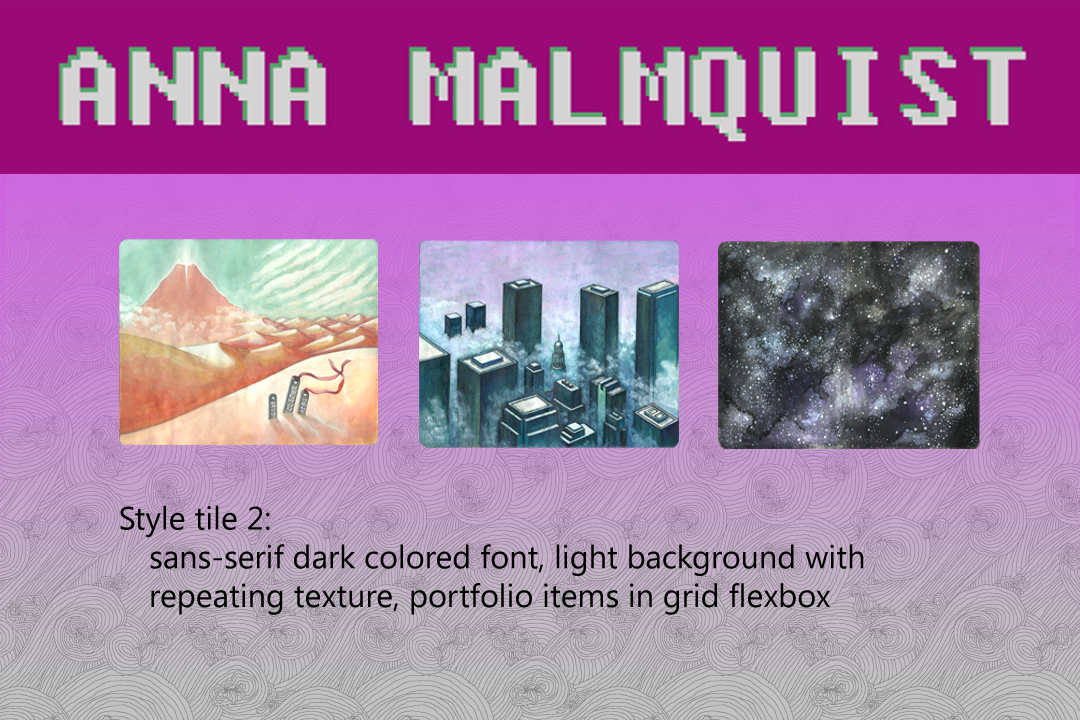 ANNA MALMQUIST
Style tile 2:
sans-serif dark colored font, light background with
repeating texture, portfolio items in grid flexbox